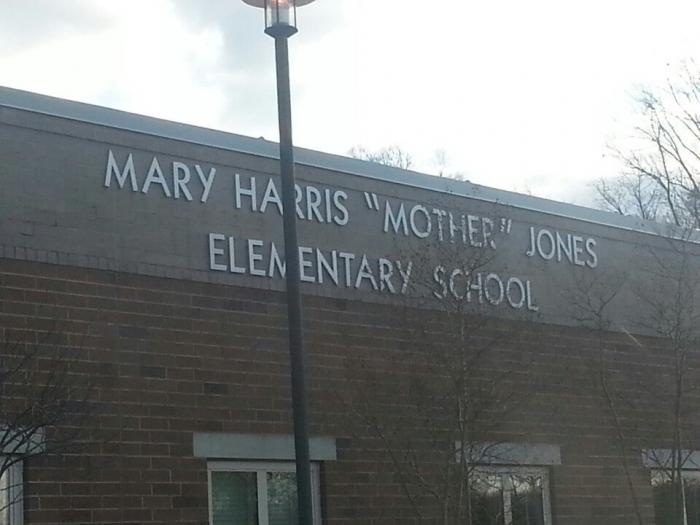 MARY HARRIS "MOTHER" JONES
ELEMENTARY SCHOOL